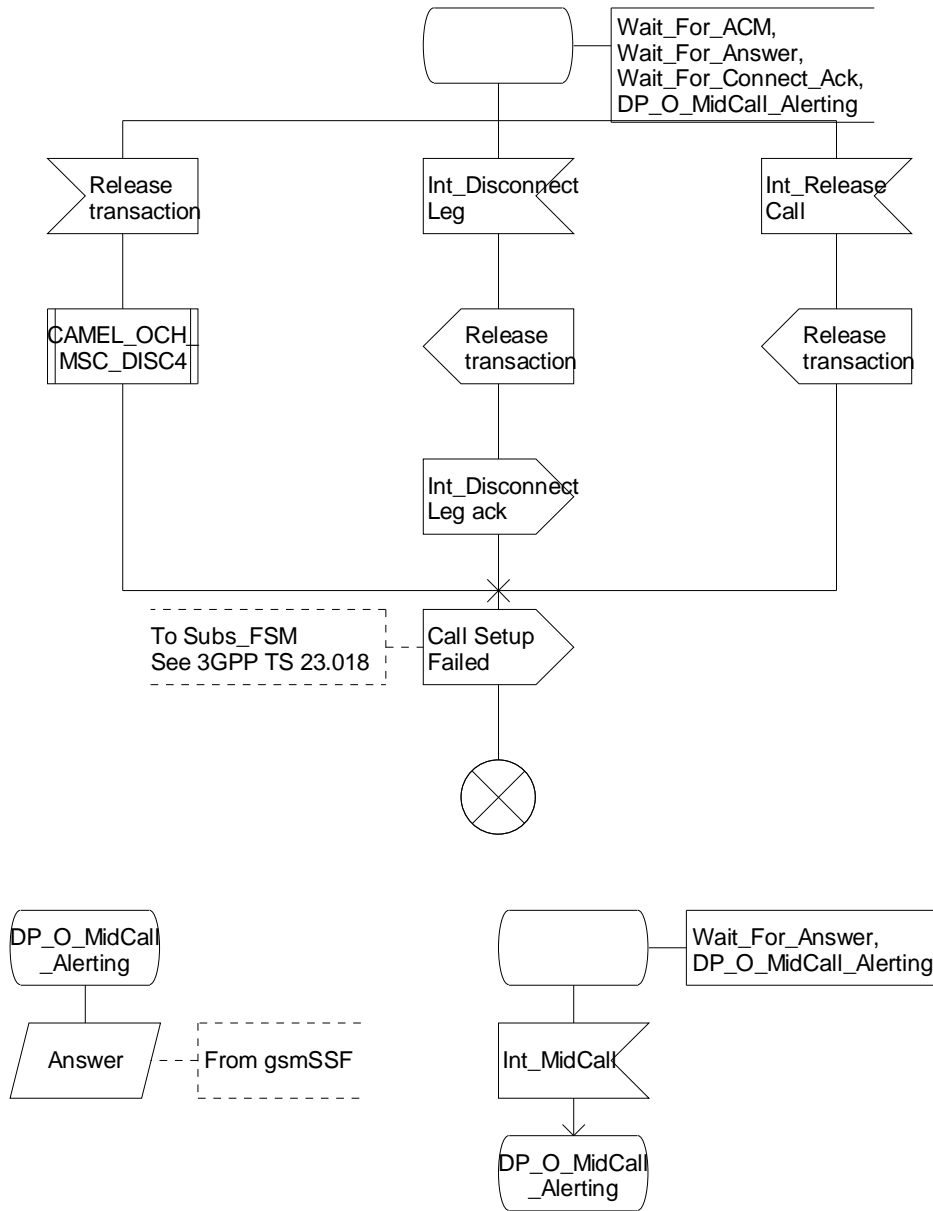 Wait_For_ACM,
Wait_For_Answer,
Wait_For_Connect_Ack,
DP_O_MidCall_Alerting
Release
transaction
Int_Disconnect
Leg
Int_Release
Call
CAMEL_OCH_
MSC_DISC4
Release
transaction
Release
transaction
Int_Disconnect
Leg ack
To Subs_FSM
See 3GPP TS 23.018
Call Setup
Failed
DP_O_MidCall
_Alerting
Wait_For_Answer,
DP_O_MidCall_Alerting
Answer
From gsmSSF
Int_MidCall
DP_O_MidCall
_Alerting